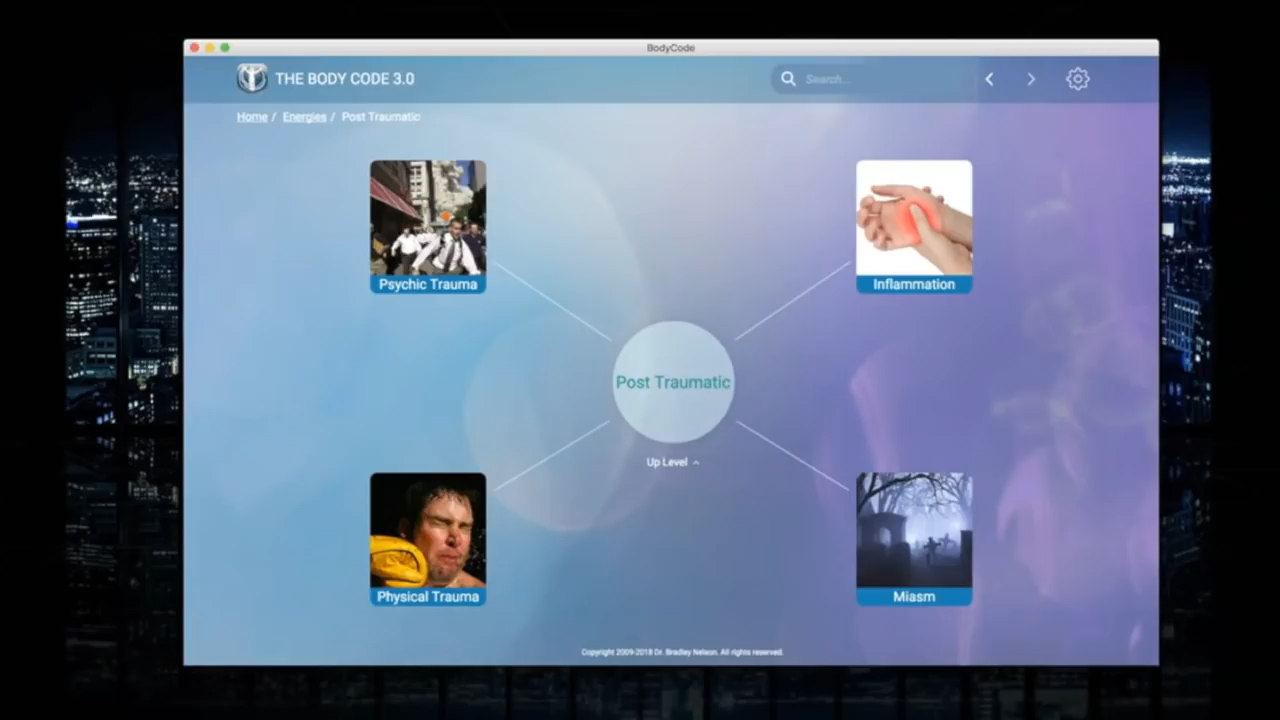 BodyCode
THE BODY CODE 3.0
Search...
Home / Energies / Post Traumatic
Psychic Trauma
Inflammation
Post Traumatic
Up Level
Physical Trauma
Miasm
Copyright 2009-2018 Dr. Bradley Nelson. All rights reserved.